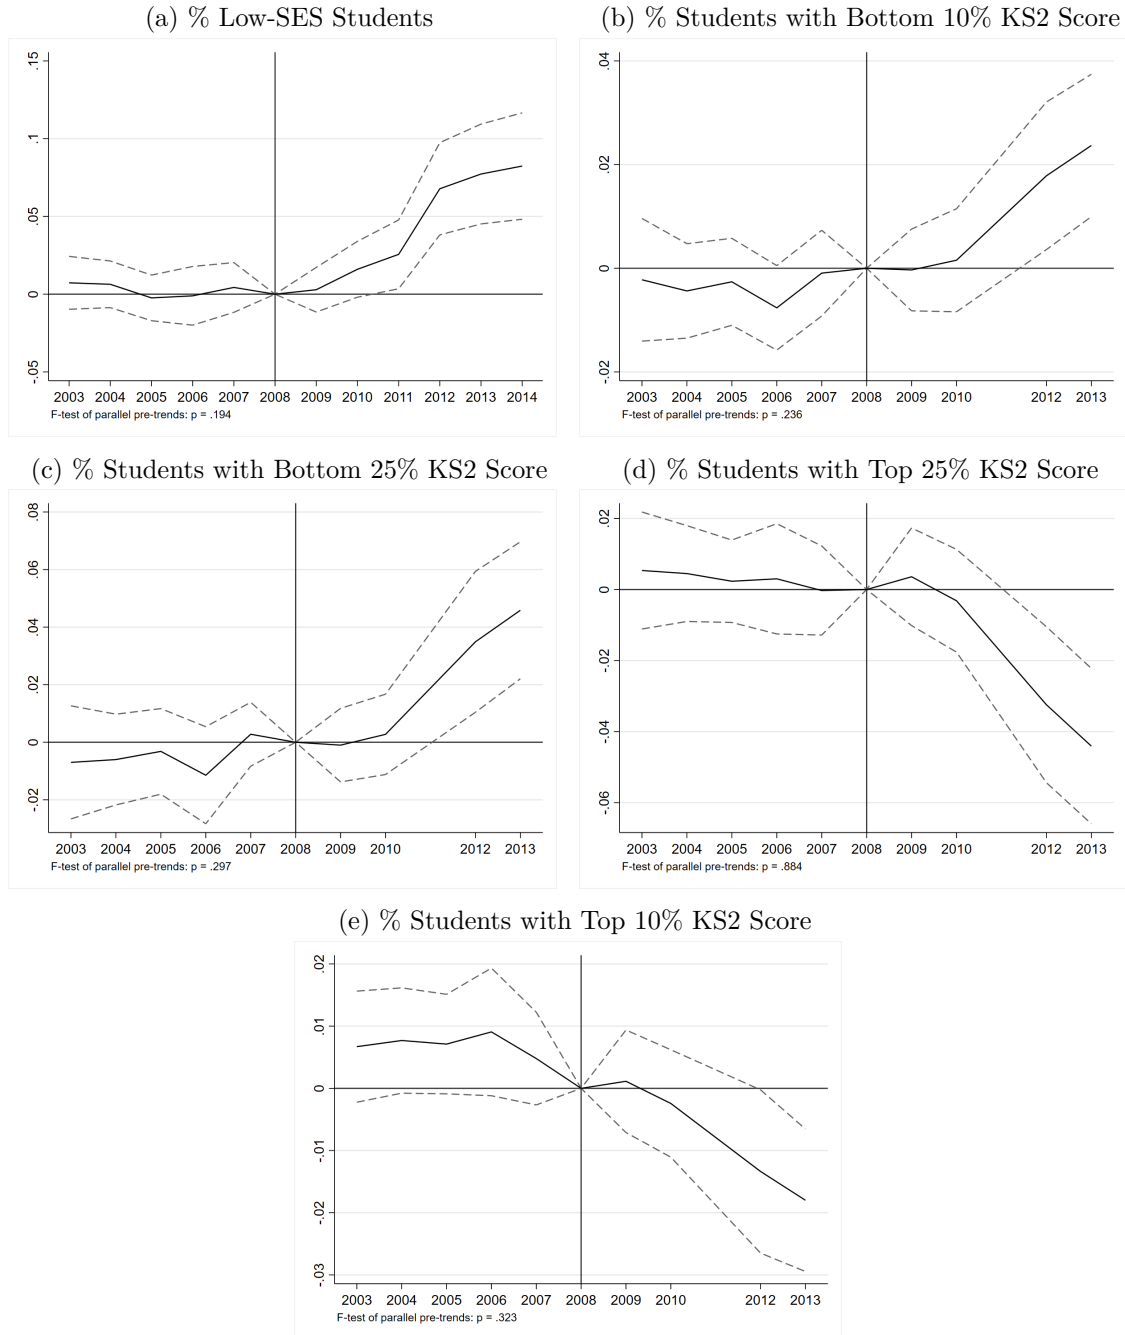 (a) % Low-SES Students
.15
.1
.05
0
-.05
2003 2004 2005 2006 2007 2008 2009 2010 2011 2012 2013 2014
F-test of parallel pre-trends: p = .194
(b) % Students with Bottom 10% KS2 Score
.04
.02
0
-.02
2003 2004 2005 2006 2007 2008 2009 2010 2012 2013
F-test of parallel pre-trends: p = .236
(c) % Students with Bottom 25% KS2 Score
.08
.06
.04
.02
0
-.02
2003 2004 2005 2006 2007 2008 2009 2010 2012 2013
F-test of parallel pre-trends: p = .297
(d) % Students with Top 25% KS2 Score
.02
0
-.02
-.04
-.06
2003 2004 2005 2006 2007 2008 2009 2010 2012 2013
F-test of parallel pre-trends: p = .884
(e) % Students with Top 10% KS2 Score
.02
.01
0
-.01
-.02
-.03
2003 2004 2005 2006 2007 2008 2009 2010 2012 2013
F-test of parallel pre-trends: p = .323